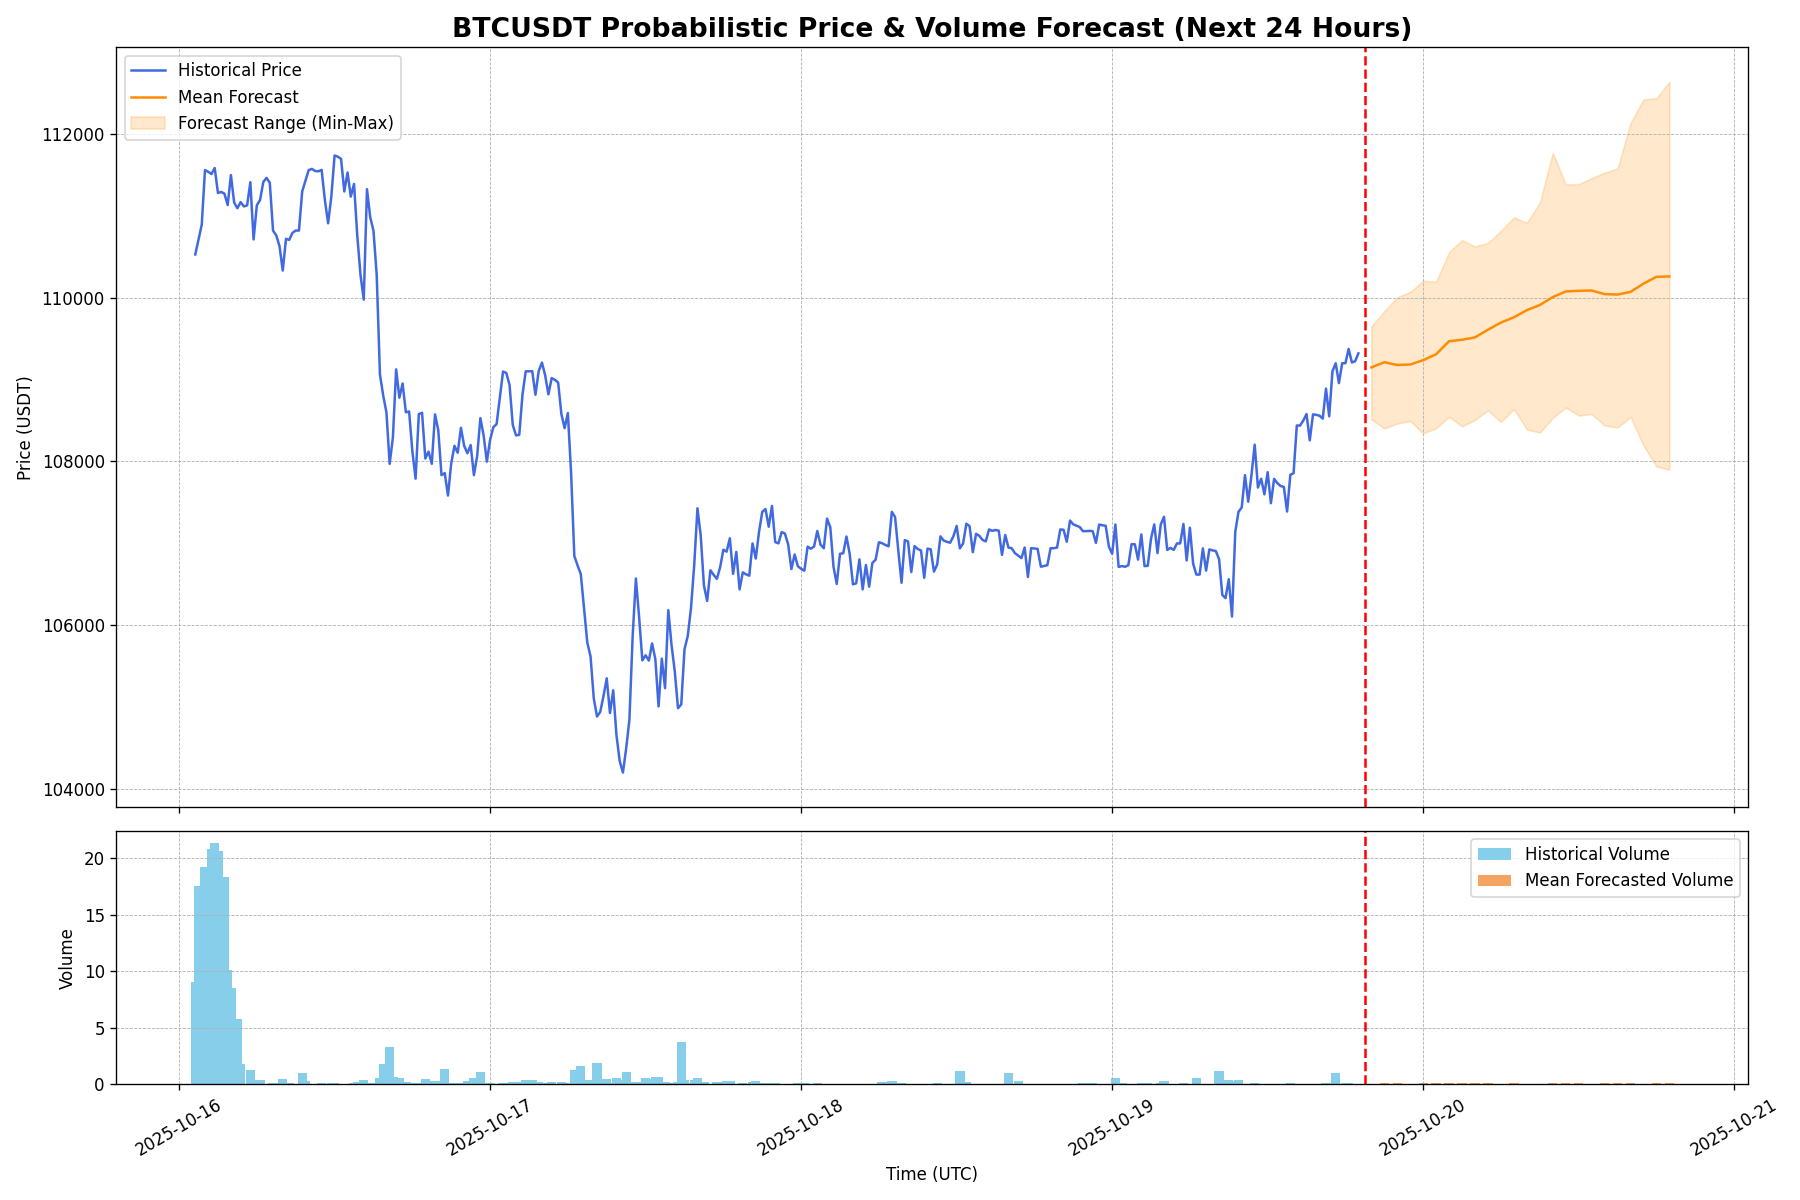 BTCUSDT Probabilistic Price & Volume Forecast (Next 24 Hours)
Historical Price
Mean Forecast
Forecast Range (Min-Max)
112000
110000
108000
106000
104000
Price (USDT)
Historical Volume
Mean Forecasted Volume
20
15
10
5
0
Volume
2025-10-16
2025-10-17
2025-10-18
2025-10-19
2025-10-20
2025-10-21
Time (UTC)